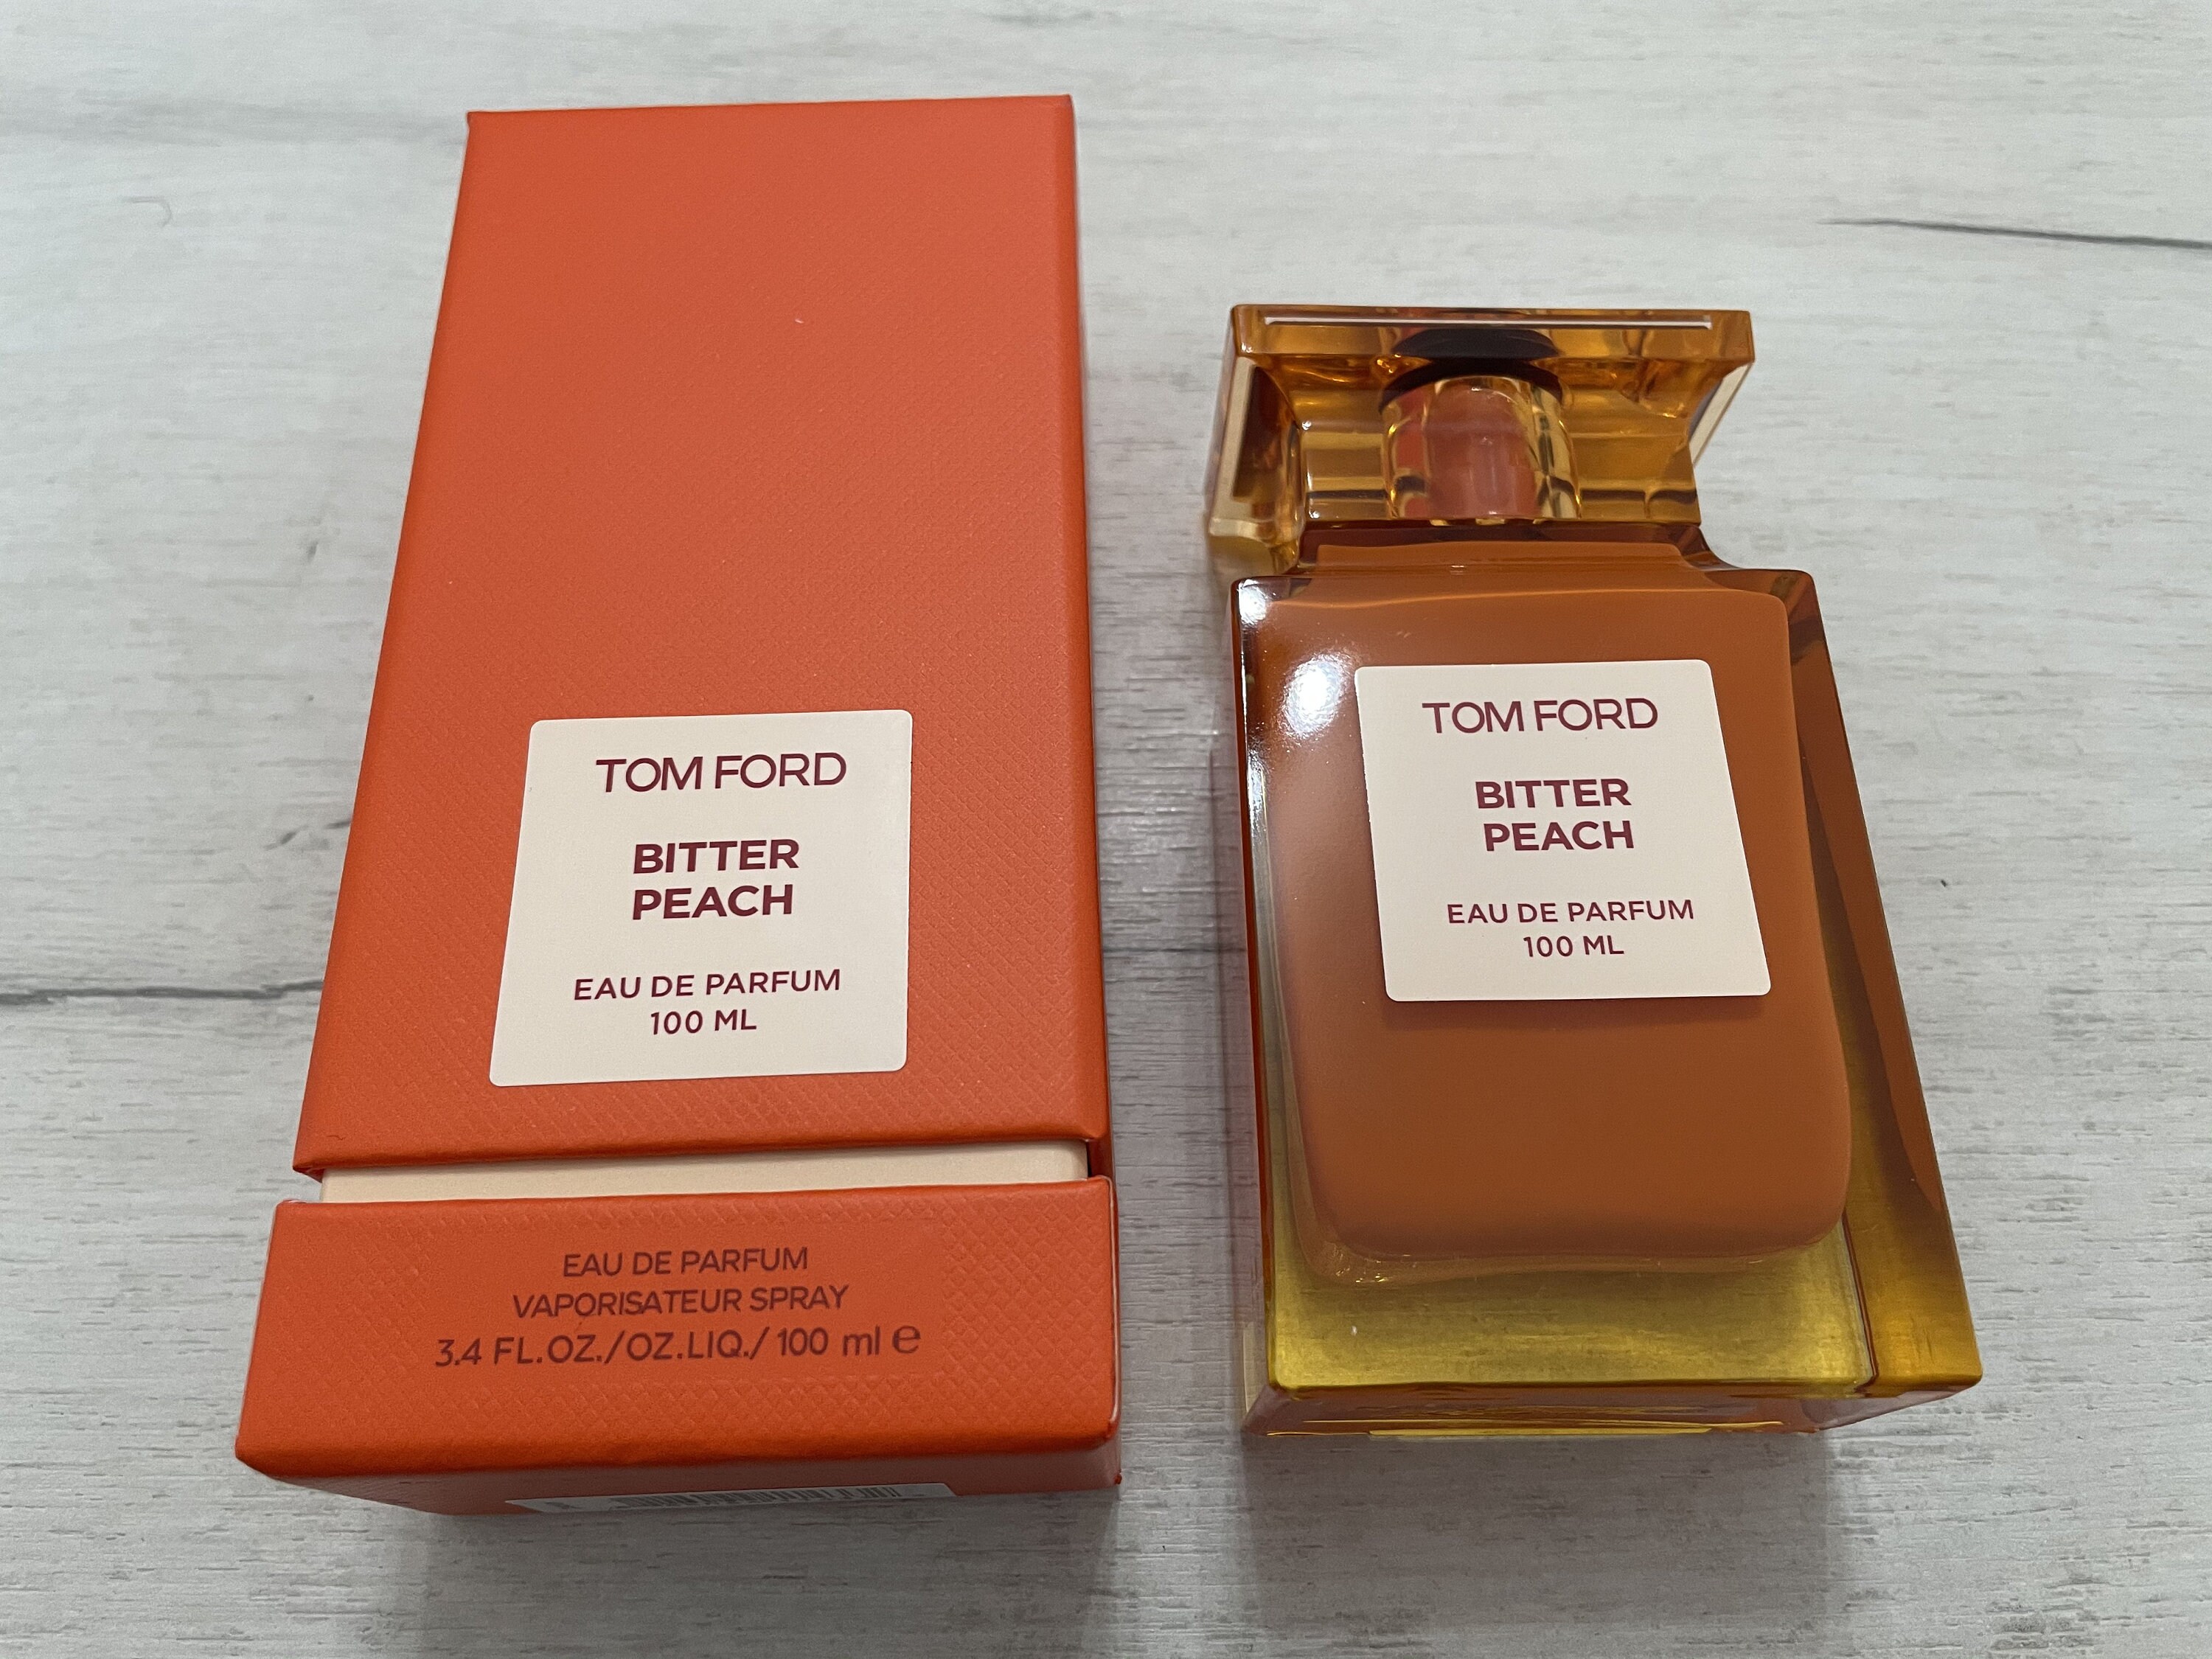 TOM FORD
BITTER
PEACH
EAU DE PARFUM
100 ML
EAU DE PARFUM
VAPORISATEUR SPRAY
3.4 FL.OZ./OZ.LIQ./ 100 ml ℮
TOM FORD
BITTER
PEACH
EAU DE PARFUM
100 ML